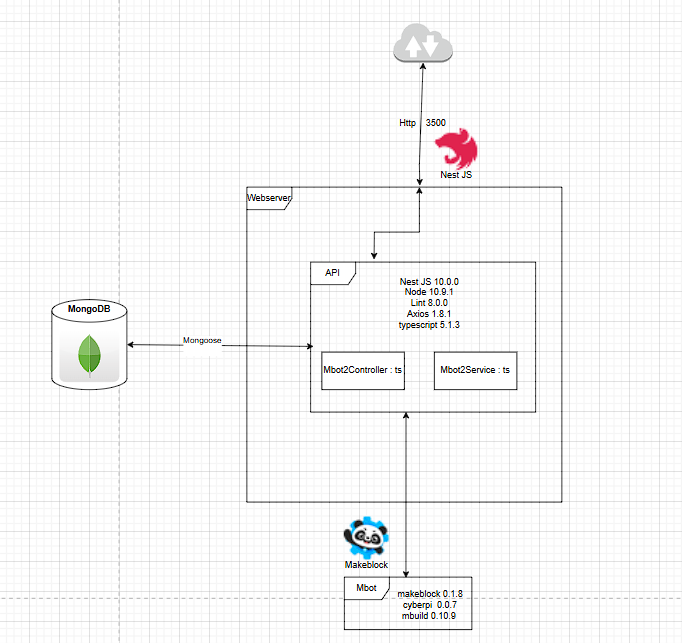 Http 3500
Nest JS
Webserver
API
Nest JS 10.0.0
Node 10.9.1
Lint 8.0.0
Axios 1.8.1
typescript 5.1.3
MongoDB
Mongoose
Mbot2Controller : ts
Mbot2Service : ts
Makeblock
Mbot
makeblock 0.1.8
cyberpi 0.0.7
mbuild 0.10.9